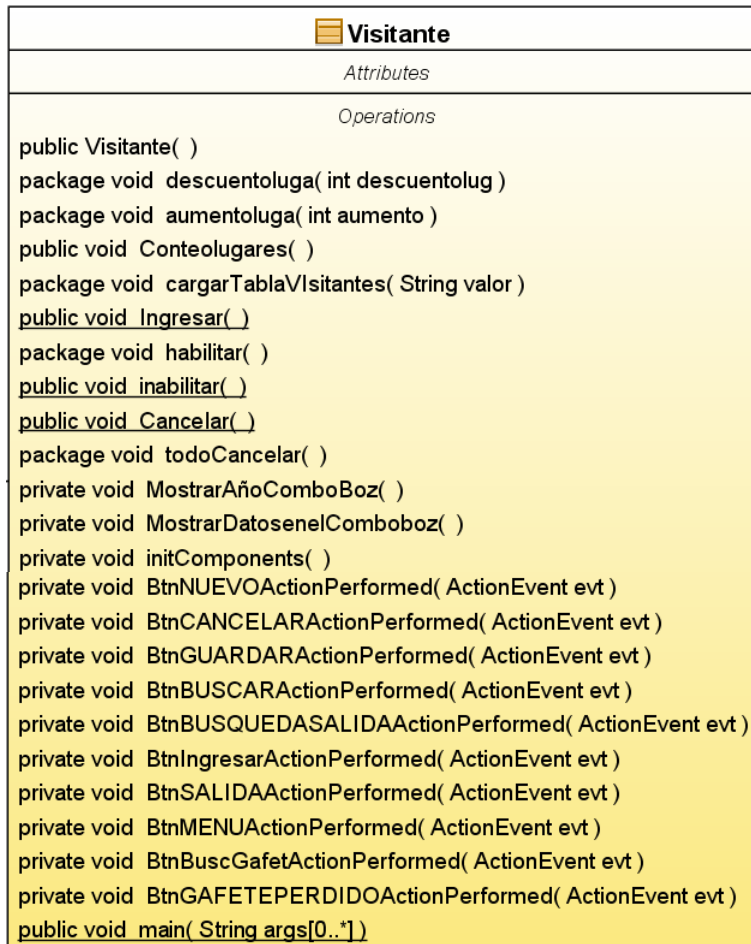 Visitante
Attributes
Operations
public Visitante( )
package void descuentoluga( int descuentolug )
package void aumentoluga( int aumento )
public void Conteolugares( )
package void cargarTablaVIsitantes( String valor )
public void Ingresar( )
package void habilitar( )
public void inabilitar( )
public void Cancelar( )
package void todoCancelar( )
private void MostrarAñoComboBoz( )
private void MostrarDatosenelComboboz( )
private void initComponents( )
private void BtnNUEVOActionPerformed( ActionEvent evt )
private void BtnCANCELARActionPerformed( ActionEvent evt )
private void BtnGUARDARActionPerformed( ActionEvent evt )
private void BtnBUSCARActionPerformed( ActionEvent evt )
private void BtnBUSQUEDASALIDAActionPerformed( ActionEvent evt )
private void BtnIngresarActionPerformed( ActionEvent evt )
private void BtnSALIDAActionPerformed( ActionEvent evt )
private void BtnMENUActionPerformed( ActionEvent evt )
private void BtnBuscGafetActionPerformed( ActionEvent evt )
private void BtnGAFETEPERDIDOActionPerformed( ActionEvent evt )
public void main( String args[0..*] )